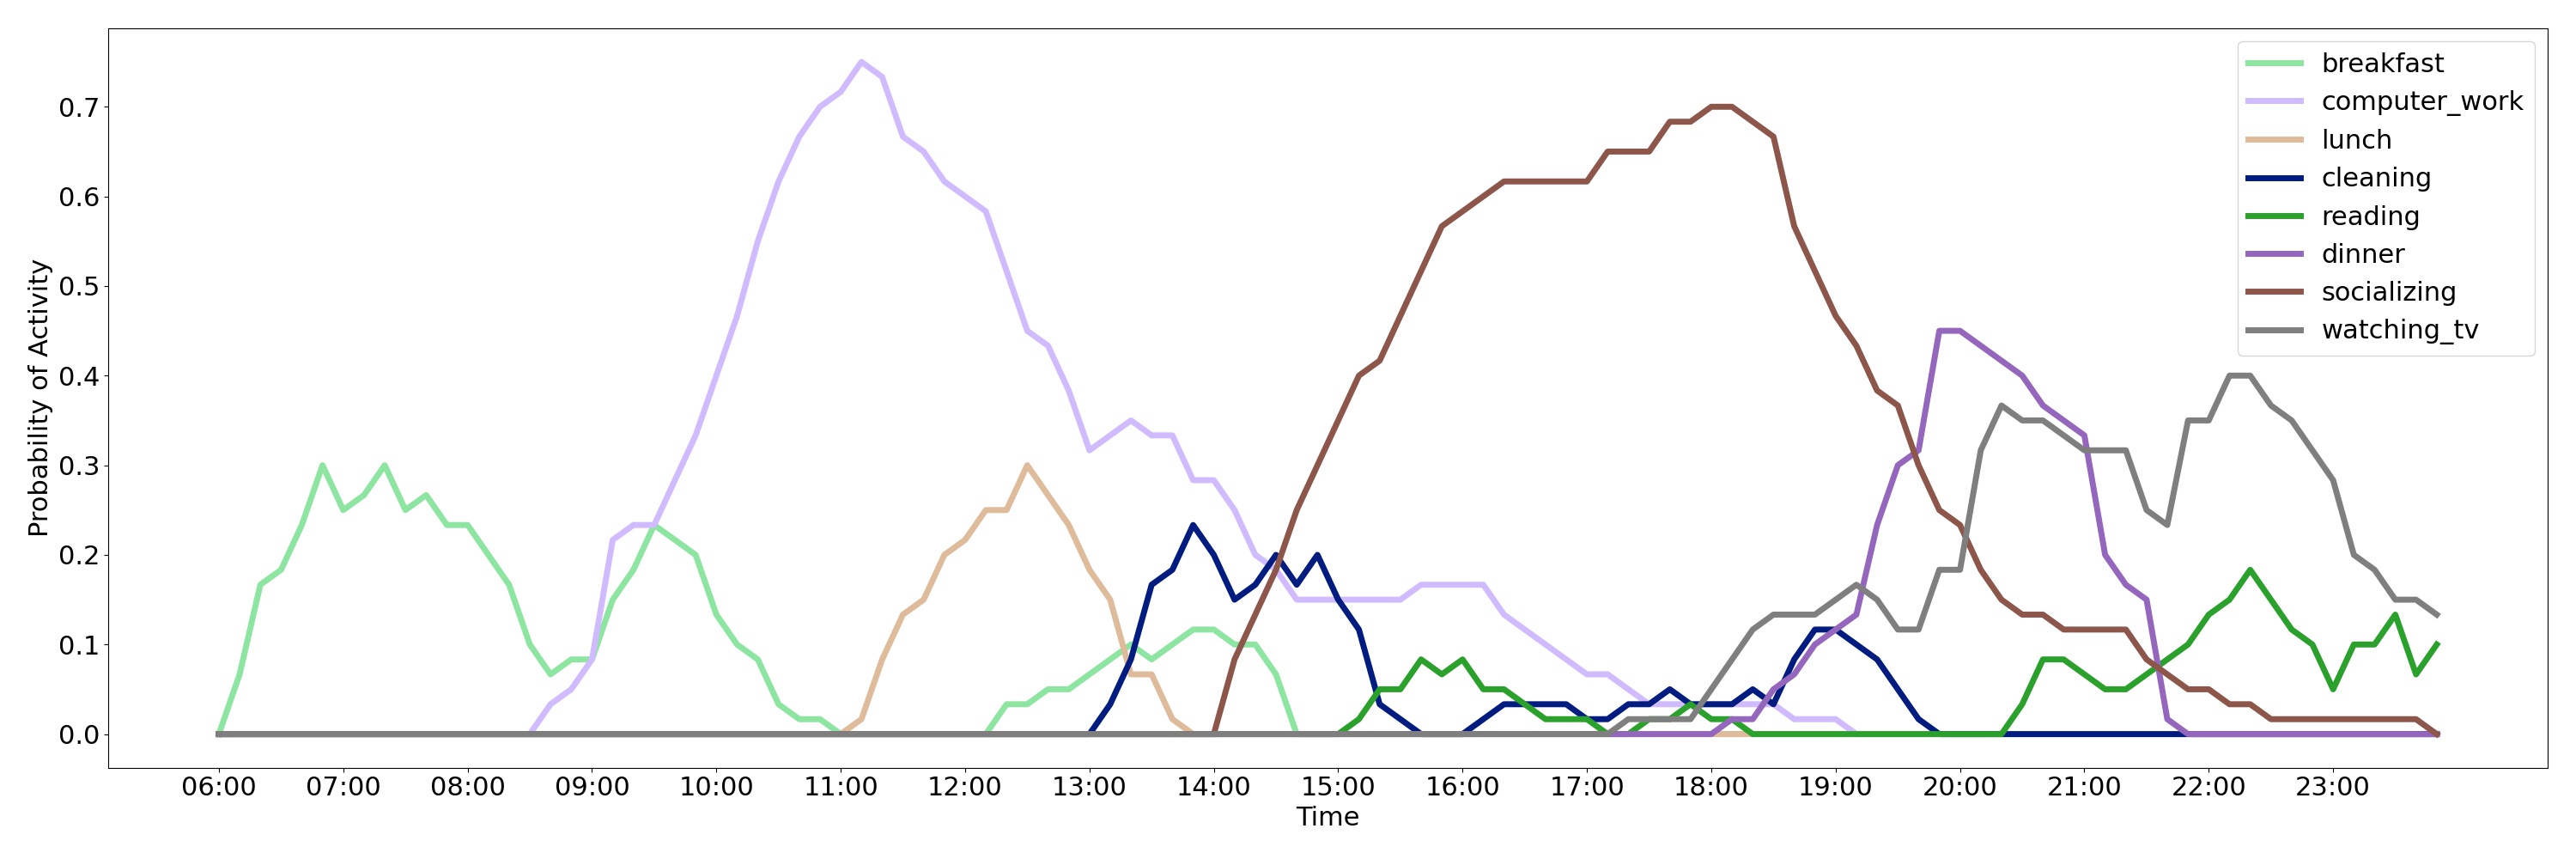 breakfast
computer_work
lunch
cleaning
reading
dinner
socializing
watching_tv
Probability of Activity
0.7
0.6
0.5
0.4
0.3
0.2
0.1
0.0
06:00 07:00 08:00 09:00 10:00 11:00 12:00 13:00 14:00 15:00 16:00 17:00 18:00 19:00 20:00 21:00 22:00 23:00
Time